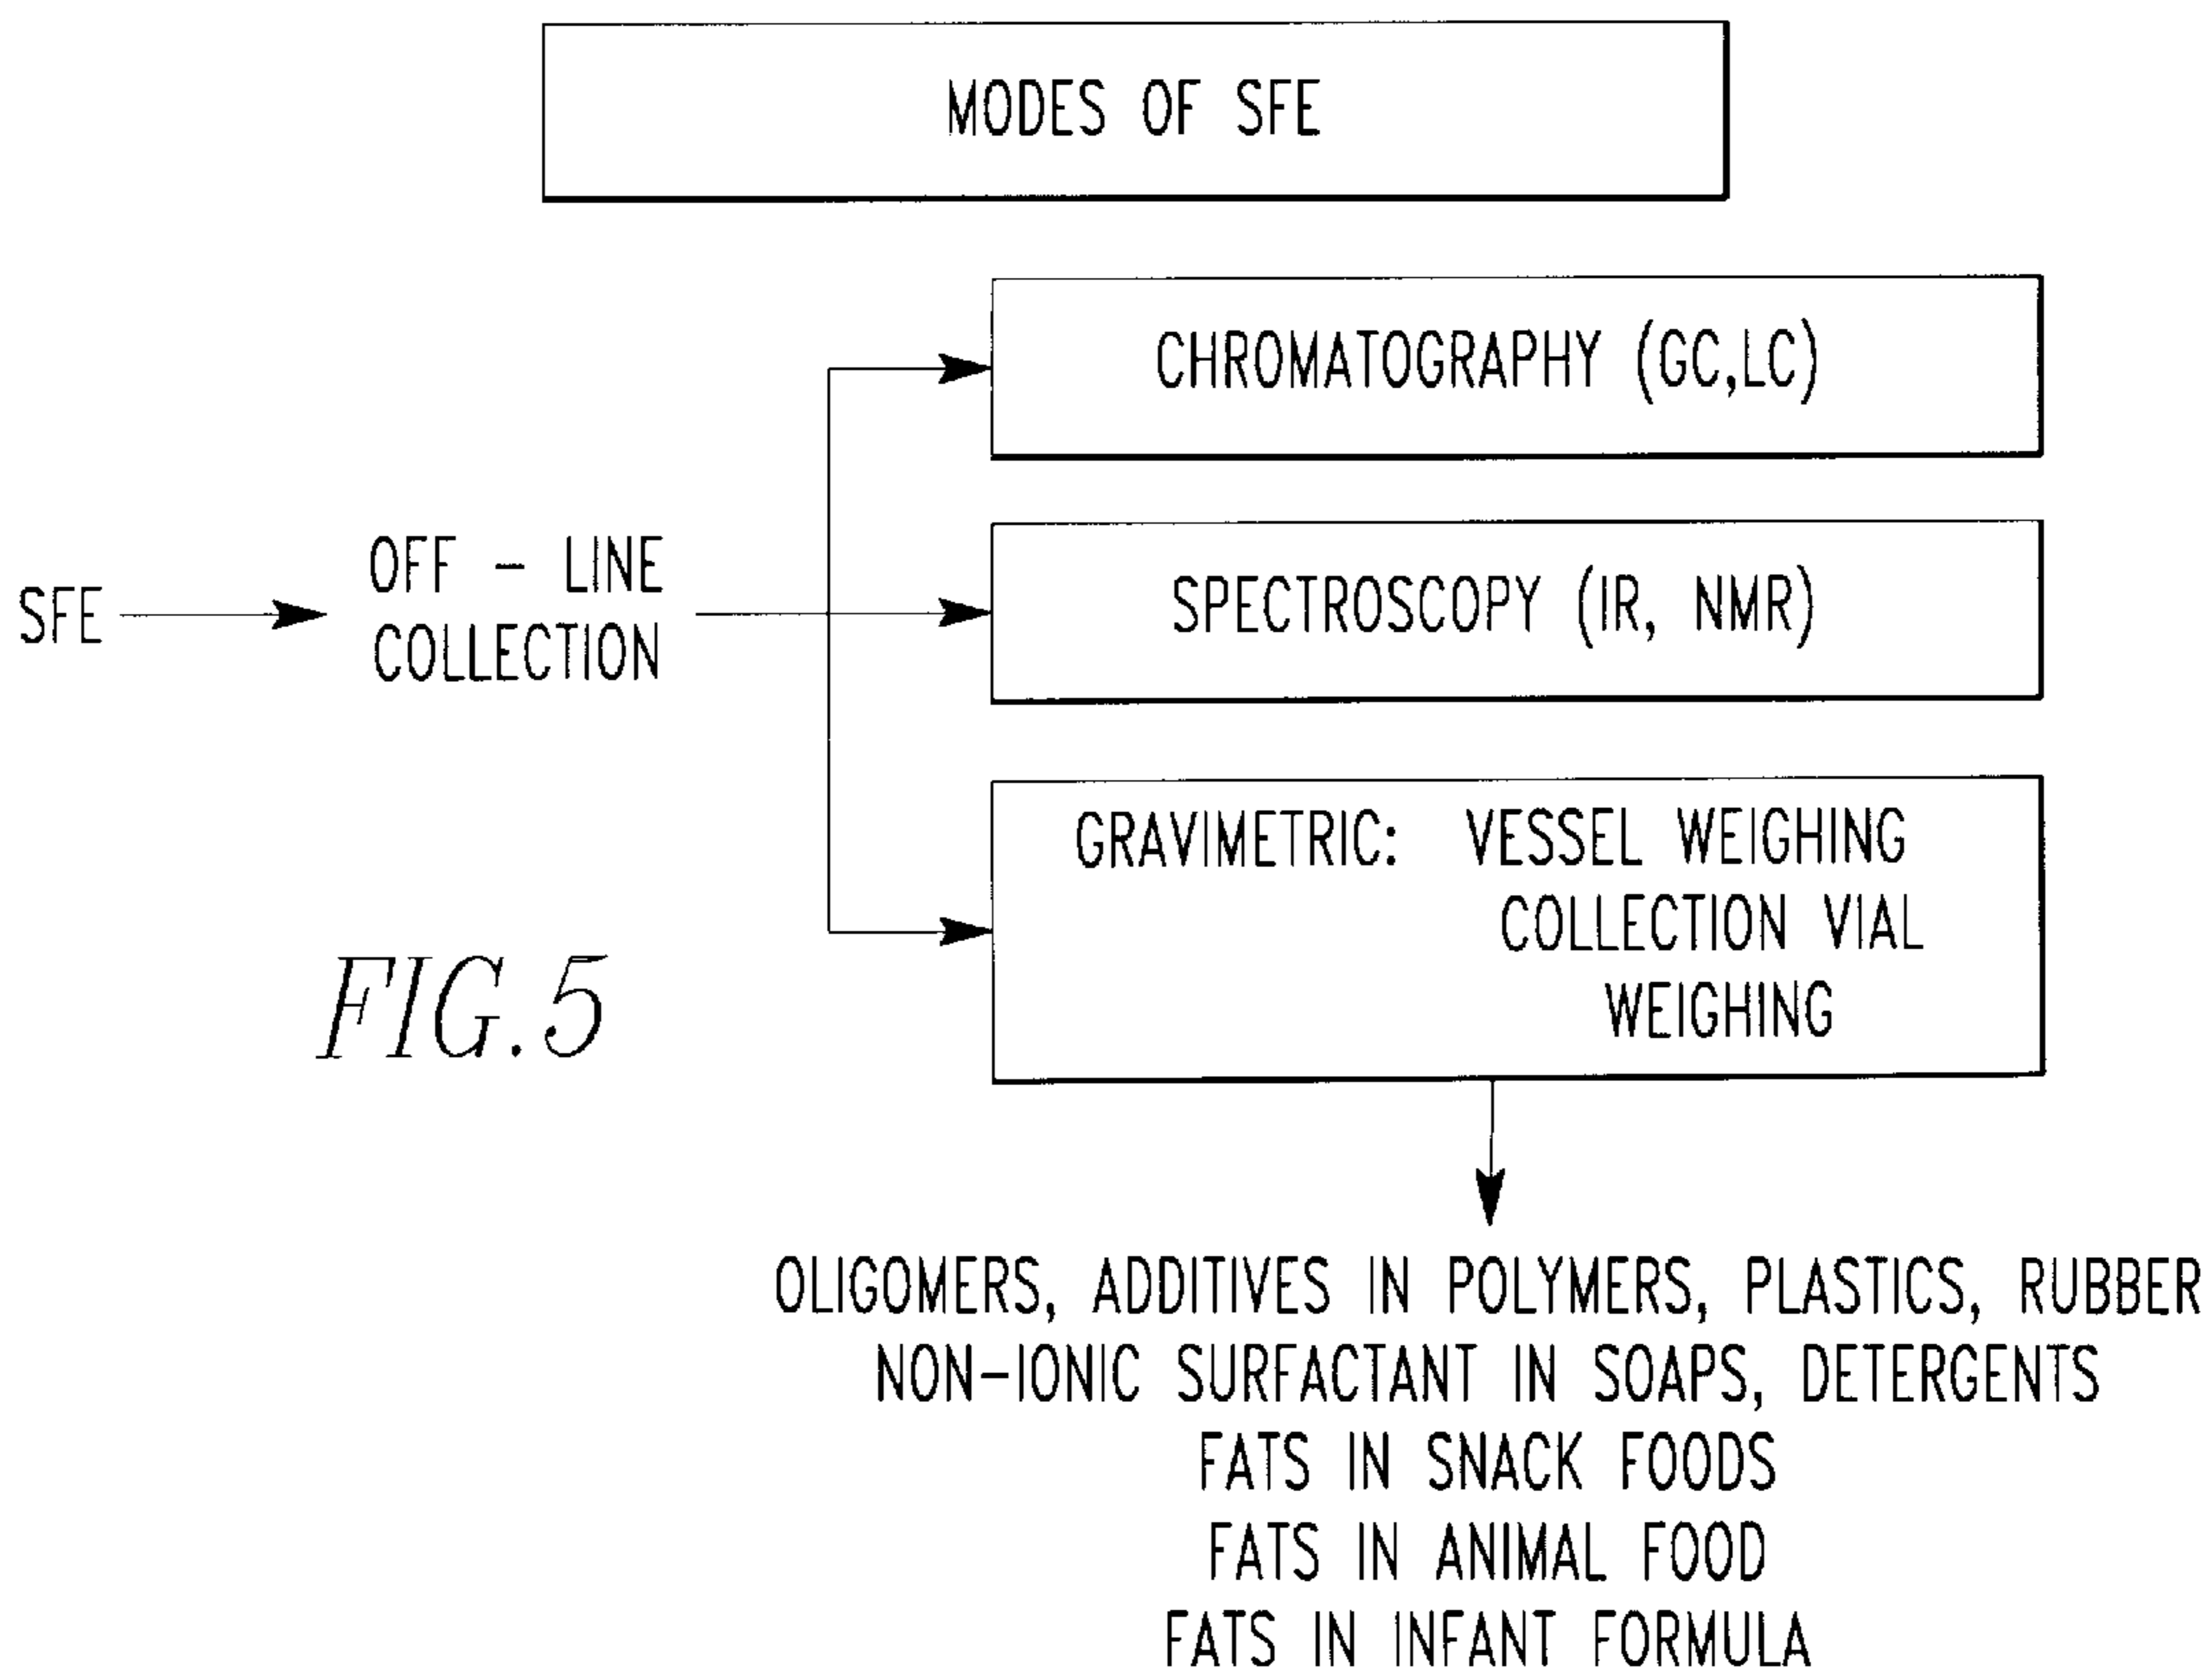 MODES OF SFE
CHROMATOGRAPHY (GC,LC)
SFE
OFF - LINE
COLLECTION
SPECTROSCOPY (IR, NMR)
GRAVIMETRIC: VESSEL WEIGHING
COLLECTION VIAL
WEIGHING
FIG.5
OLIGOMERS, ADDITIVES IN POLYMERS, PLASTICS, RUBBER
NON-IONIC SURFACTANT IN SOAPS, DETERGENTS
FATS IN SNACK FOODS
FATS IN ANIMAL FOOD
FATS IN INFANT FORMULA